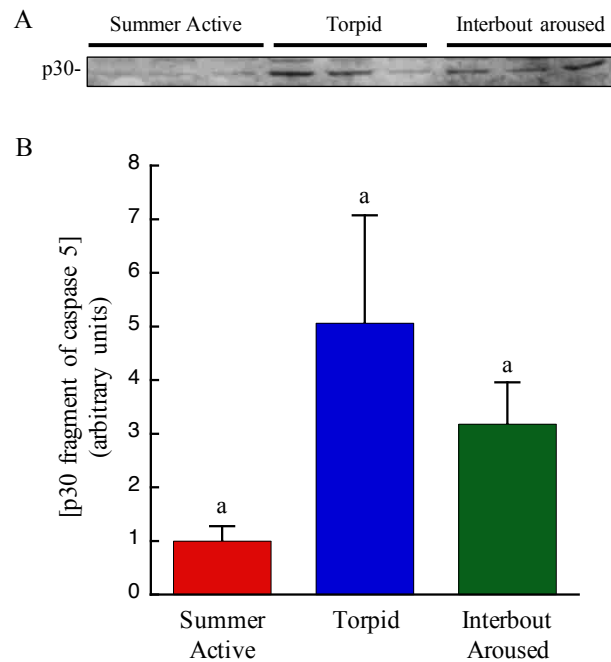 A
Summer Active Torpid Interbout aroused
p30-
B
[p30 fragment of caspase 5]
(arbitrary units)
8
7
6
5
4
3
2
1
0
a
a
a
Summer
Active
Torpid
Interbout
Aroused